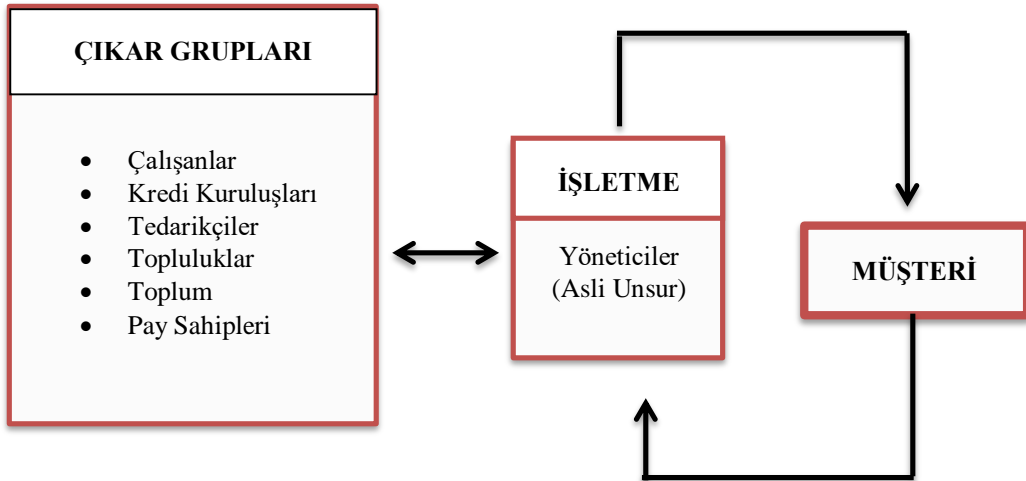 ÇIKAR GRUPLARI
• Çalışanlar
• Kredi Kuruluşları
• Tedarikçiler
• Topluluklar
• Toplum
• Pay Sahipleri
İŞLETME
Yöneticiler
(Asli Unsur)
MÜŞTERİ